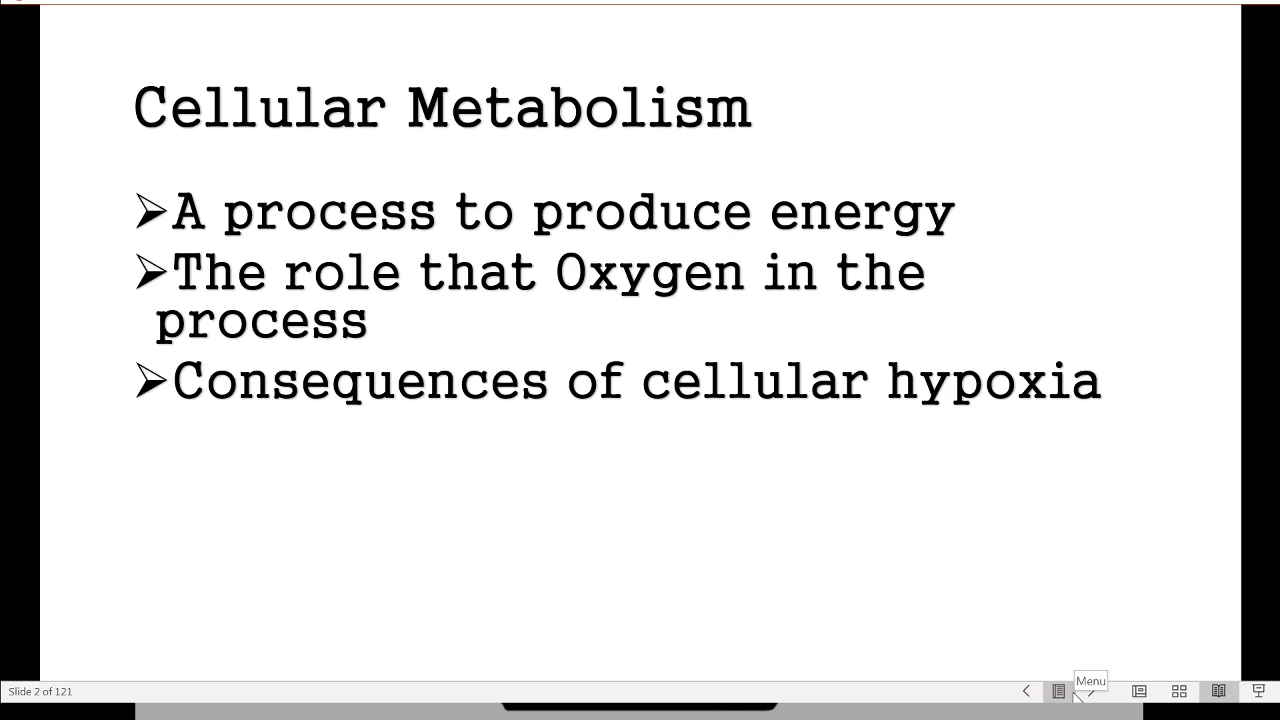 Cellular Metabolism
➢A process to produce energy
➢The role that Oxygen in the
process
➢Consequences of cellular hypoxia
Menu
Slide 2 of 121